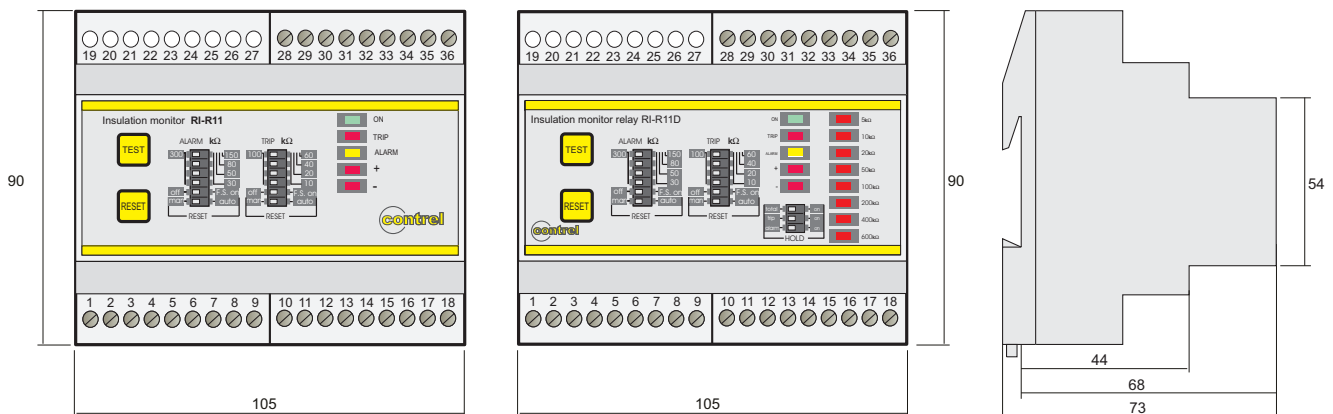 19 20 21 22 23 24 25 26 27 28 29 30 31 32 33 34 35 36
Insulation monitor RI-R11
TEST
RESET
ALARM kΩ
300 150
80
50
30
off F.S. on
man auto
RESET
TRIP kΩ
100 60
40
20
10
off F.S. on
man auto
RESET
ON
TRIP
ALARM
+
-
contrel
1 2 3 4 5 6 7 8 9 10 11 12 13 14 15 16 17 18
90
105
19 20 21 22 23 24 25 26 27 28 29 30 31 32 33 34 35 36
Insulation monitor relay RI-R11D
TEST
RESET
contrel
ALARM kΩ
300 150
80
50
30
off F.S. on
man auto
RESET
TRIP kΩ
100 60
40
20
10
off F.S. on
man auto
RESET
ON
TRIP
ALARM
+
-
total on
trip on
alarm on
HOLD
5kΩ
10kΩ
20kΩ
50kΩ
100kΩ
200kΩ
400kΩ
600kΩ
1 2 3 4 5 6 7 8 9 10 11 12 13 14 15 16 17 18
90
105
54
44
68
73